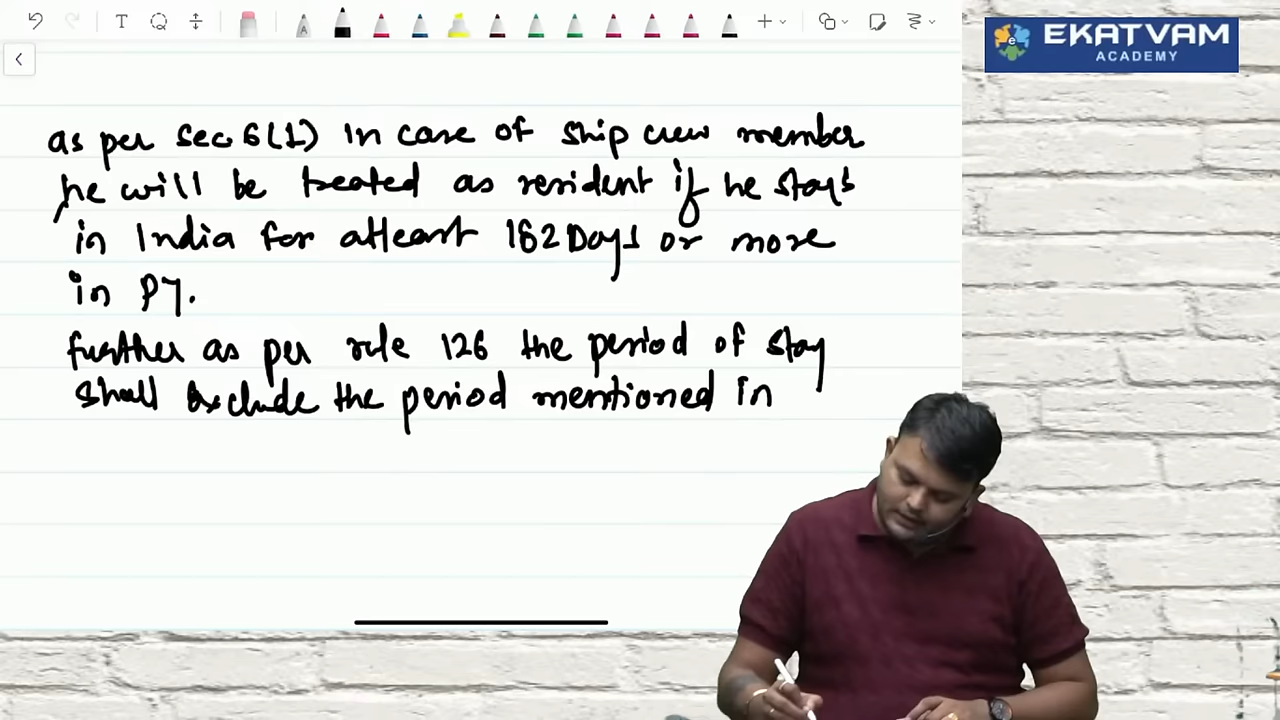 EKATVAM
ACADEMY
as per Sec 6(1) In case of ship crew member
he will be treated as resident if he stays
in India for atleast 182 Days or more
in PY.
further as per rule 126 the period of stay
shall exclude the period mentioned in